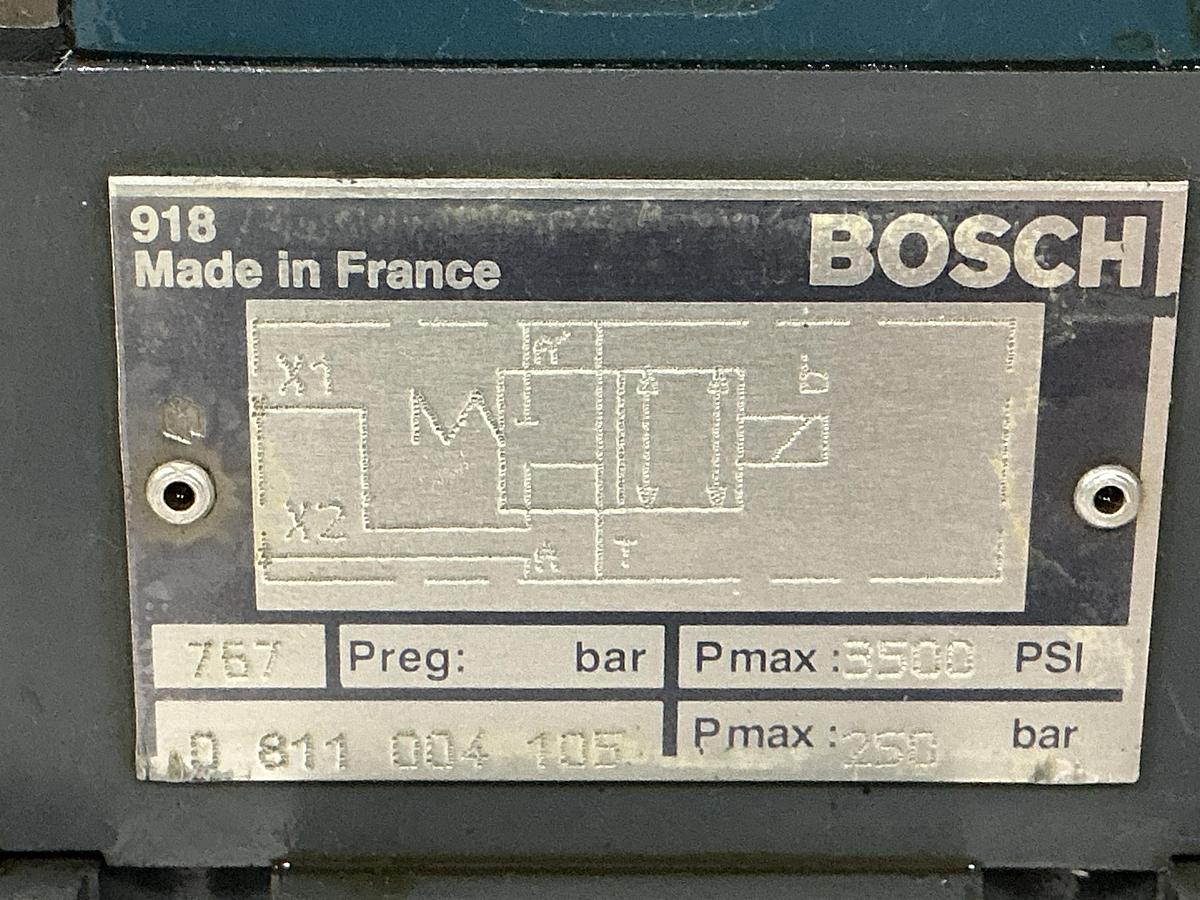 918
Made in France
BOSCH
X1
X2
b
T
767 Preg: bar Pmax: 3500 PSI
0 811 004 105 Pmax: 250 bar